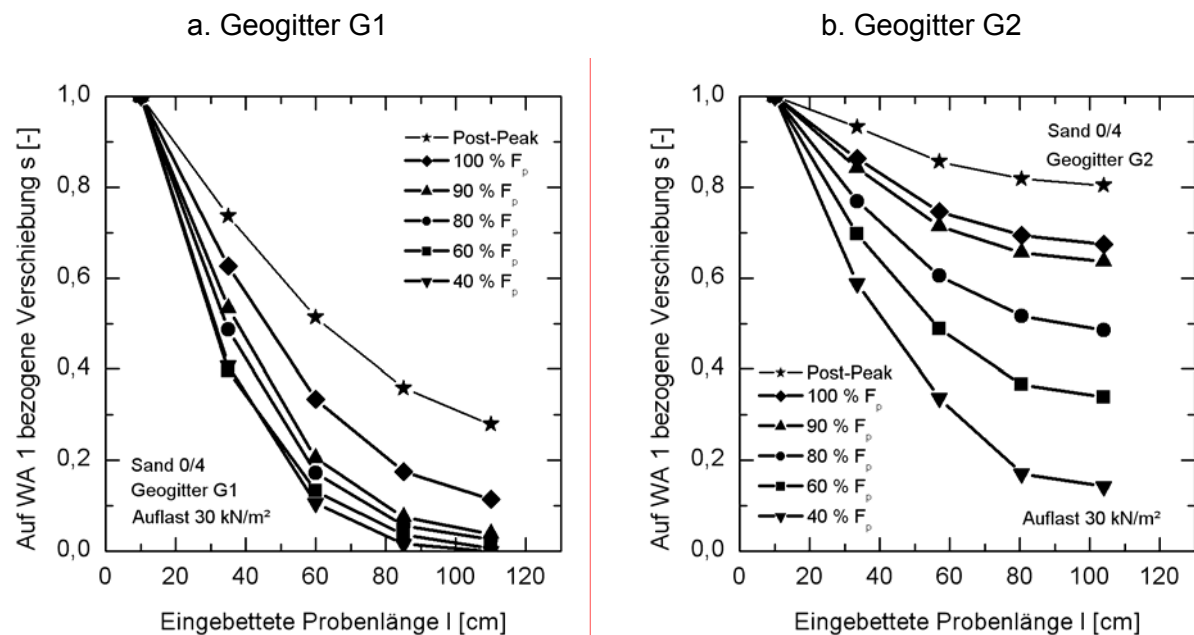 a. Geogitter G1
Auf WA 1 bezogene Verschiebung s [-]
1,0
0,8
0,6
0,4
0,2
0,0
Post-Peak
100 % Fp
90 % Fp
80 % Fp
60 % Fp
40 % Fp
Sand 0/4
Geogitter G1
Auflast 30 kN/m²
0 20 40 60 80 100 120
Eingebettete Probenlänge l [cm]
b. Geogitter G2
Auf WA 1 bezogene Verschiebung s [-]
1,0
0,8
0,6
0,4
0,2
0,0
Sand 0/4
Geogitter G2
Post-Peak
100 % Fp
90 % Fp
80 % Fp
60 % Fp
40 % Fp
Auflast 30 kN/m²
0 20 40 60 80 100 120
Eingebettete Probenlänge l [cm]